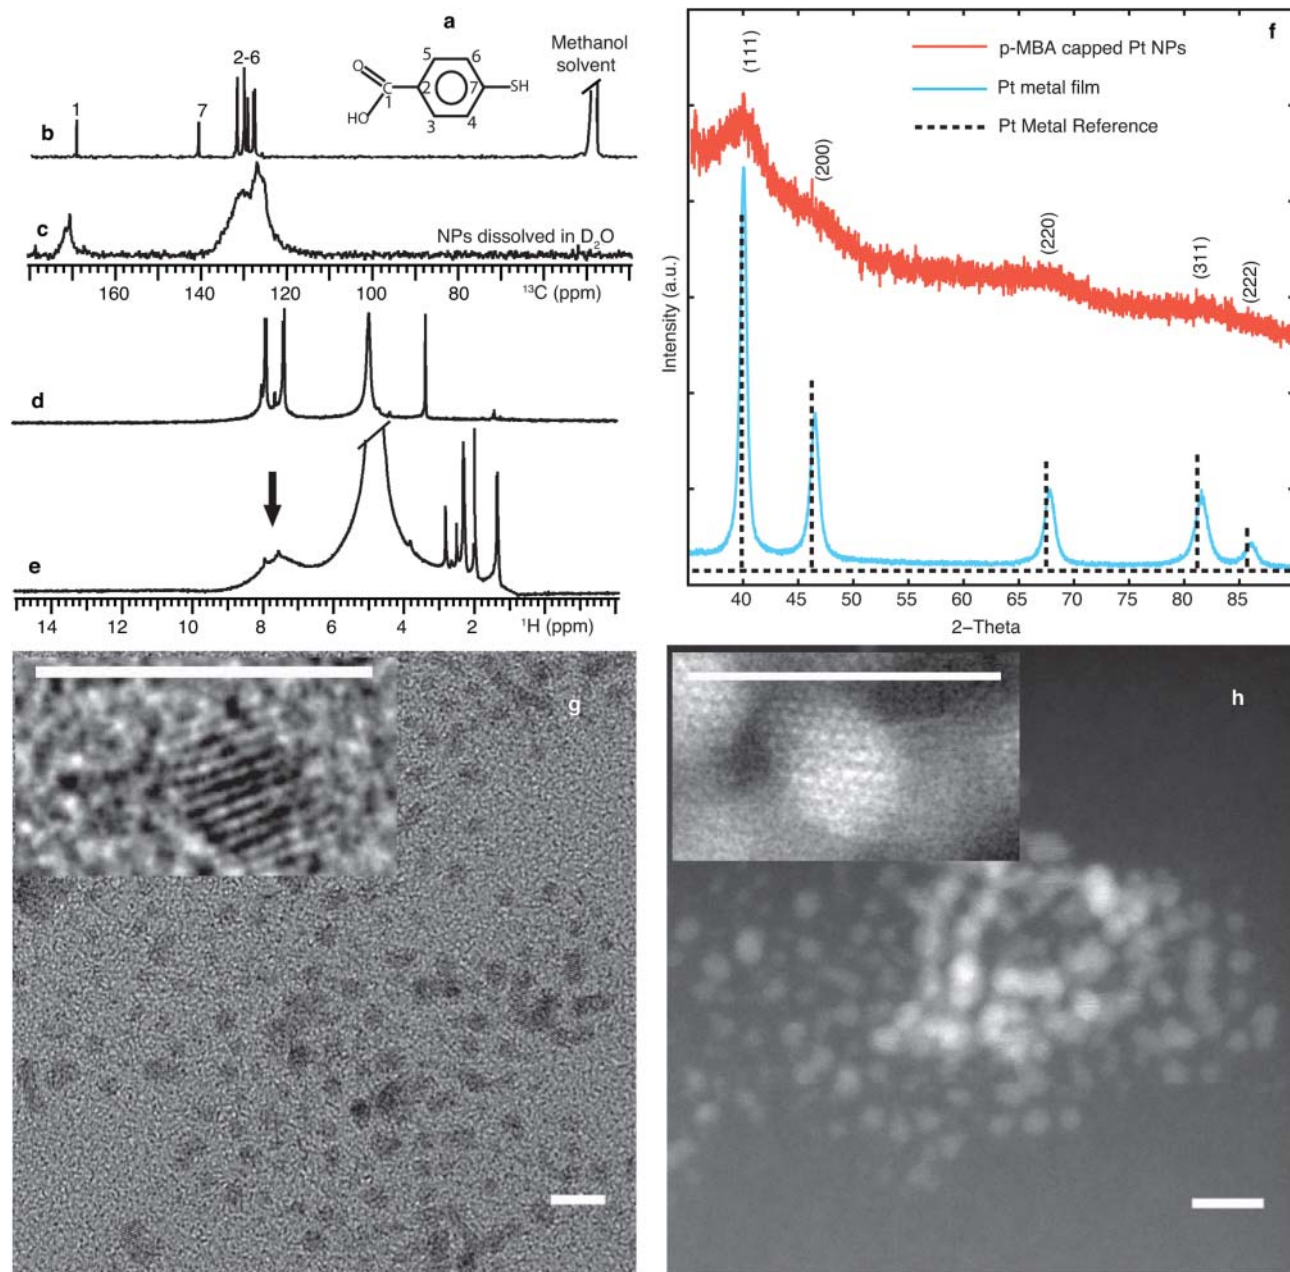 a
Methanol
solvent
5
6
O
C
1
2
7
SH
HO
3
4
b
1
7
2-6
c
NPs dissolved in D2O
160
140
120
100
80
13C (ppm)
d
e
14
12
10
8
6
4
2
1H (ppm)
f
p-MBA capped Pt NPs
Pt metal film
Pt Metal Reference
(111)
(200)
(220)
(311)
(222)
Intensity (a.u.)
40
45
50
55
60
65
70
75
80
85
2-Theta
g
h